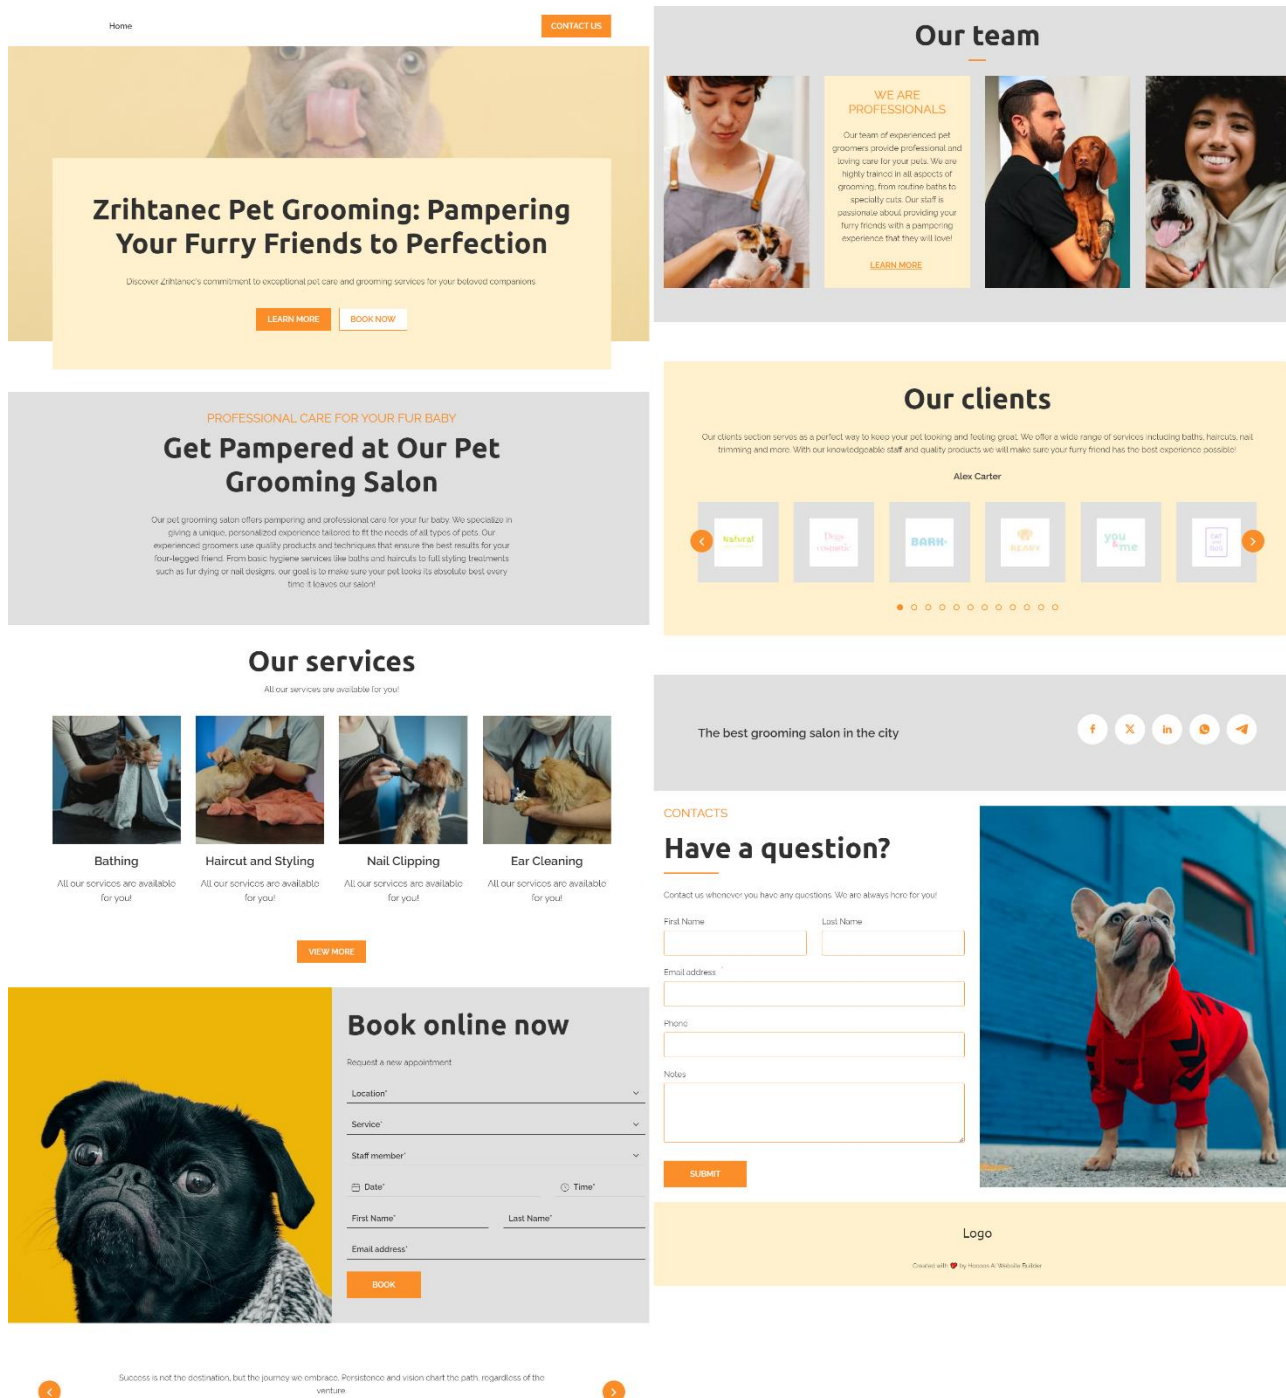 Home
CONTACT US
Zrihtanec Pet Grooming: Pampering
Your Furry Friends to Perfection
Discover Zrihtanec's commitment to exceptional pet care and grooming services for your beloved companions
LEARN MORE
BOOK NOW
PROFESSIONAL CARE FOR YOUR FUR BABY
Get Pampered at Our Pet
Grooming Salon
Our pet grooming salon offers pampering and professional care for your fur baby. We specialize in
giving a unique, personalized experience tailored to fit the needs of all types of pets. Our
experienced groomers use quality products and techniques that ensure the best results for your
four-legged friend. From basic hygiene services like baths and haircuts to full styling treatments
such as fur dying or nail designs, our goal is to make sure your pet looks its absolute best every
time it leaves our salon!
Our services
All our services are available for you!
Bathing
All our services are available
for you!
Haircut and Styling
All our services are available
for you!
Nail Clipping
All our services are available
for you!
Ear Cleaning
All our services are available
for you!
VIEW MORE
Book online now
Request a new appointment
Location*
Service*
Staff member*
Date*
Time*
First Name*
Last Name*
Email address*
BOOK
Success is not the destination, but the journey we embrace. Persistence and vision chart the path, regardless of the
venture.
Our team
WE ARE
PROFESSIONALS
Our team of experienced pet
groomers provide professional and
loving care for your pets. We are
highly trained in all aspects of
grooming, from routine baths to
specialty cuts. Our staff is
passionate about providing your
furry friends with a pampering
experience that they will love!
LEARN MORE
Our clients
Our clients section serves as a perfect way to keep your pet looking and feeling great. We offer a wide range of services including baths, haircuts, nail
trimming and more. With our knowledgeable staff and quality products we will make sure your furry friend has the best experience possible!
Alex Carter
Natural
Dogs
cosmetic
BARK
BEARY
you
&me
CAT
and
DOG
The best grooming salon in the city
CONTACTS
Have a question?
Contact us whenever you have any questions. We are always here for you!
First Name
Last Name
Email address *
Phone
Notes
SUBMIT
Logo
Created with ❤ by Hocoos AI Website Builder